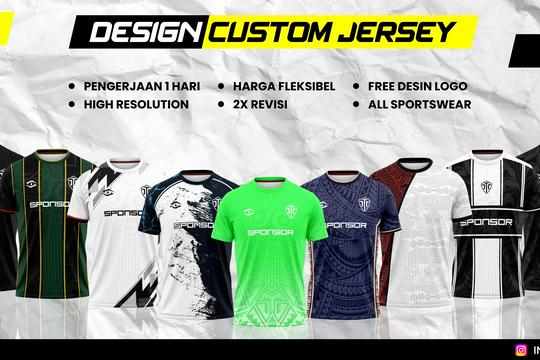 DESIGN CUSTOM JERSEY
PENGERJAAN 1 HARI
HARGA FLEKSIBEL
FREE DESIN LOGO
HIGH RESOLUTION
2X REVISI
ALL SPORTSWEAR
SPONSOR
SPONSOR
SPONSOR
SPONSOR
SPONSOR
SPONSOR